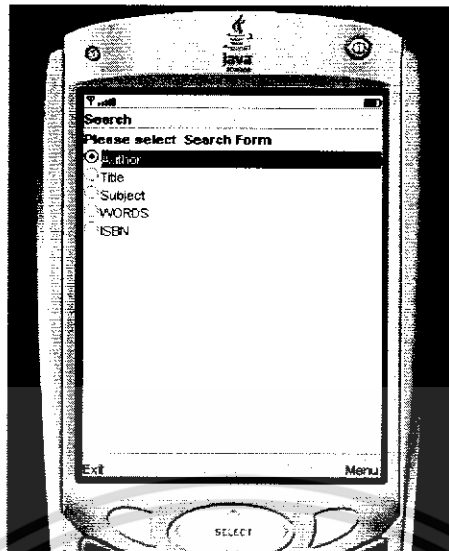 Java
Search
Please select Search Form
Author
Title
Subject
WORDS
ISBN
Exit
Menu
SELECT